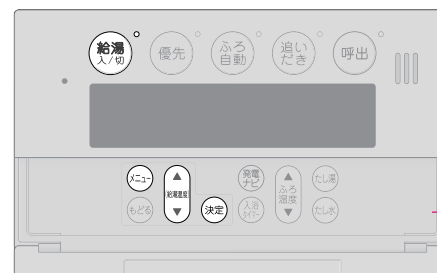 給湯
入/切
優先
ふろ
自動
追い
だき
呼出
メニュー
▲
給湯温度
▼
もどる
決定
発電
ナビ
入浴
タイマー
▲
ふろ
温度
▼
たし湯
たし水